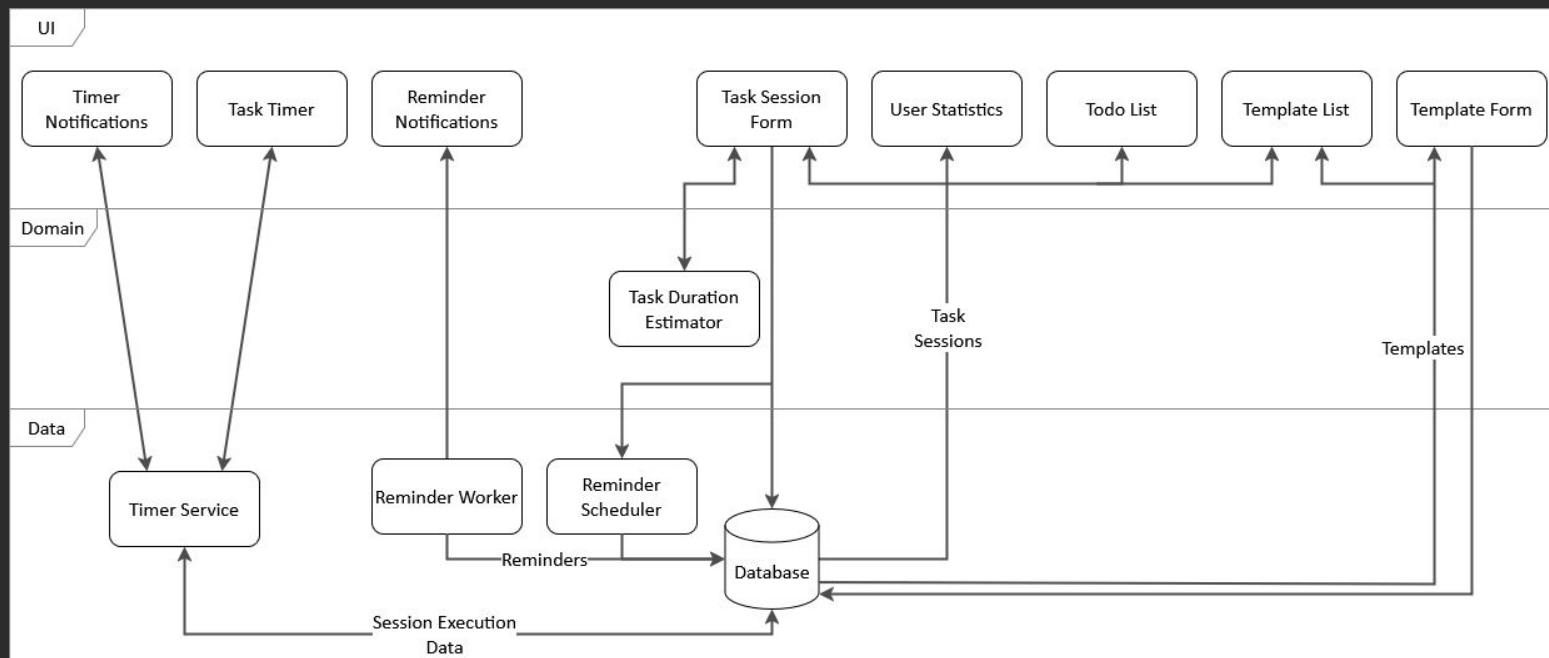 UI
Timer
Notifications
Task Timer
Reminder
Notifications
Task Session
Form
User Statistics
Todo List
Template List
Template Form
Domain
Task Duration
Estimator
Task
Sessions
Templates
Data
Timer Service
Reminder Worker
Reminder
Scheduler
Reminders
Database
Session Execution
Data